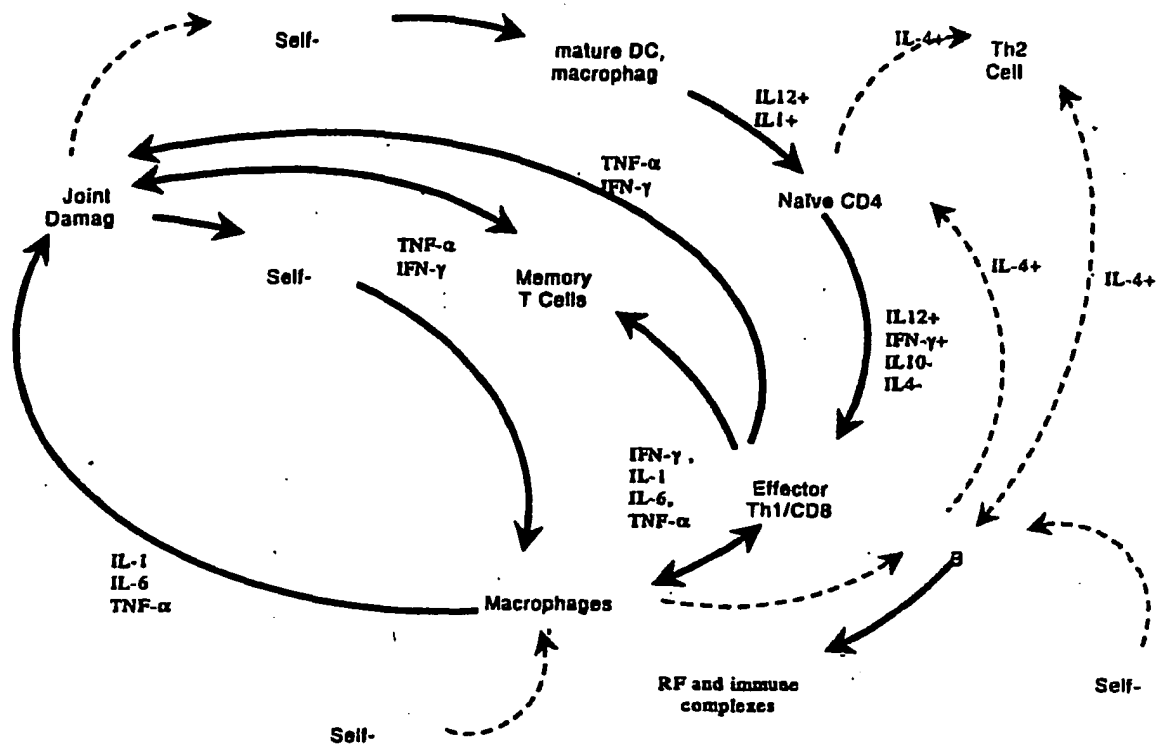 Self-
mature DC,
macrophag
IL-4+
Th2
Cell
IL12+
IL1+
TNF-α
IFN-γ
Joint
Damag
Naïve CD4
Self-
TNF-α
IFN-γ
Memory
T Cells
IL-4+
IL-4+
IL12+
IFN-γ+
IL10-
IL4-
IFN-γ,
IL-1
IL-6,
TNF-α
Effector
Th1/CD8
IL-1
IL-6
TNF-α
Macrophages
B
RF and immune
complexes
Self-
Self-